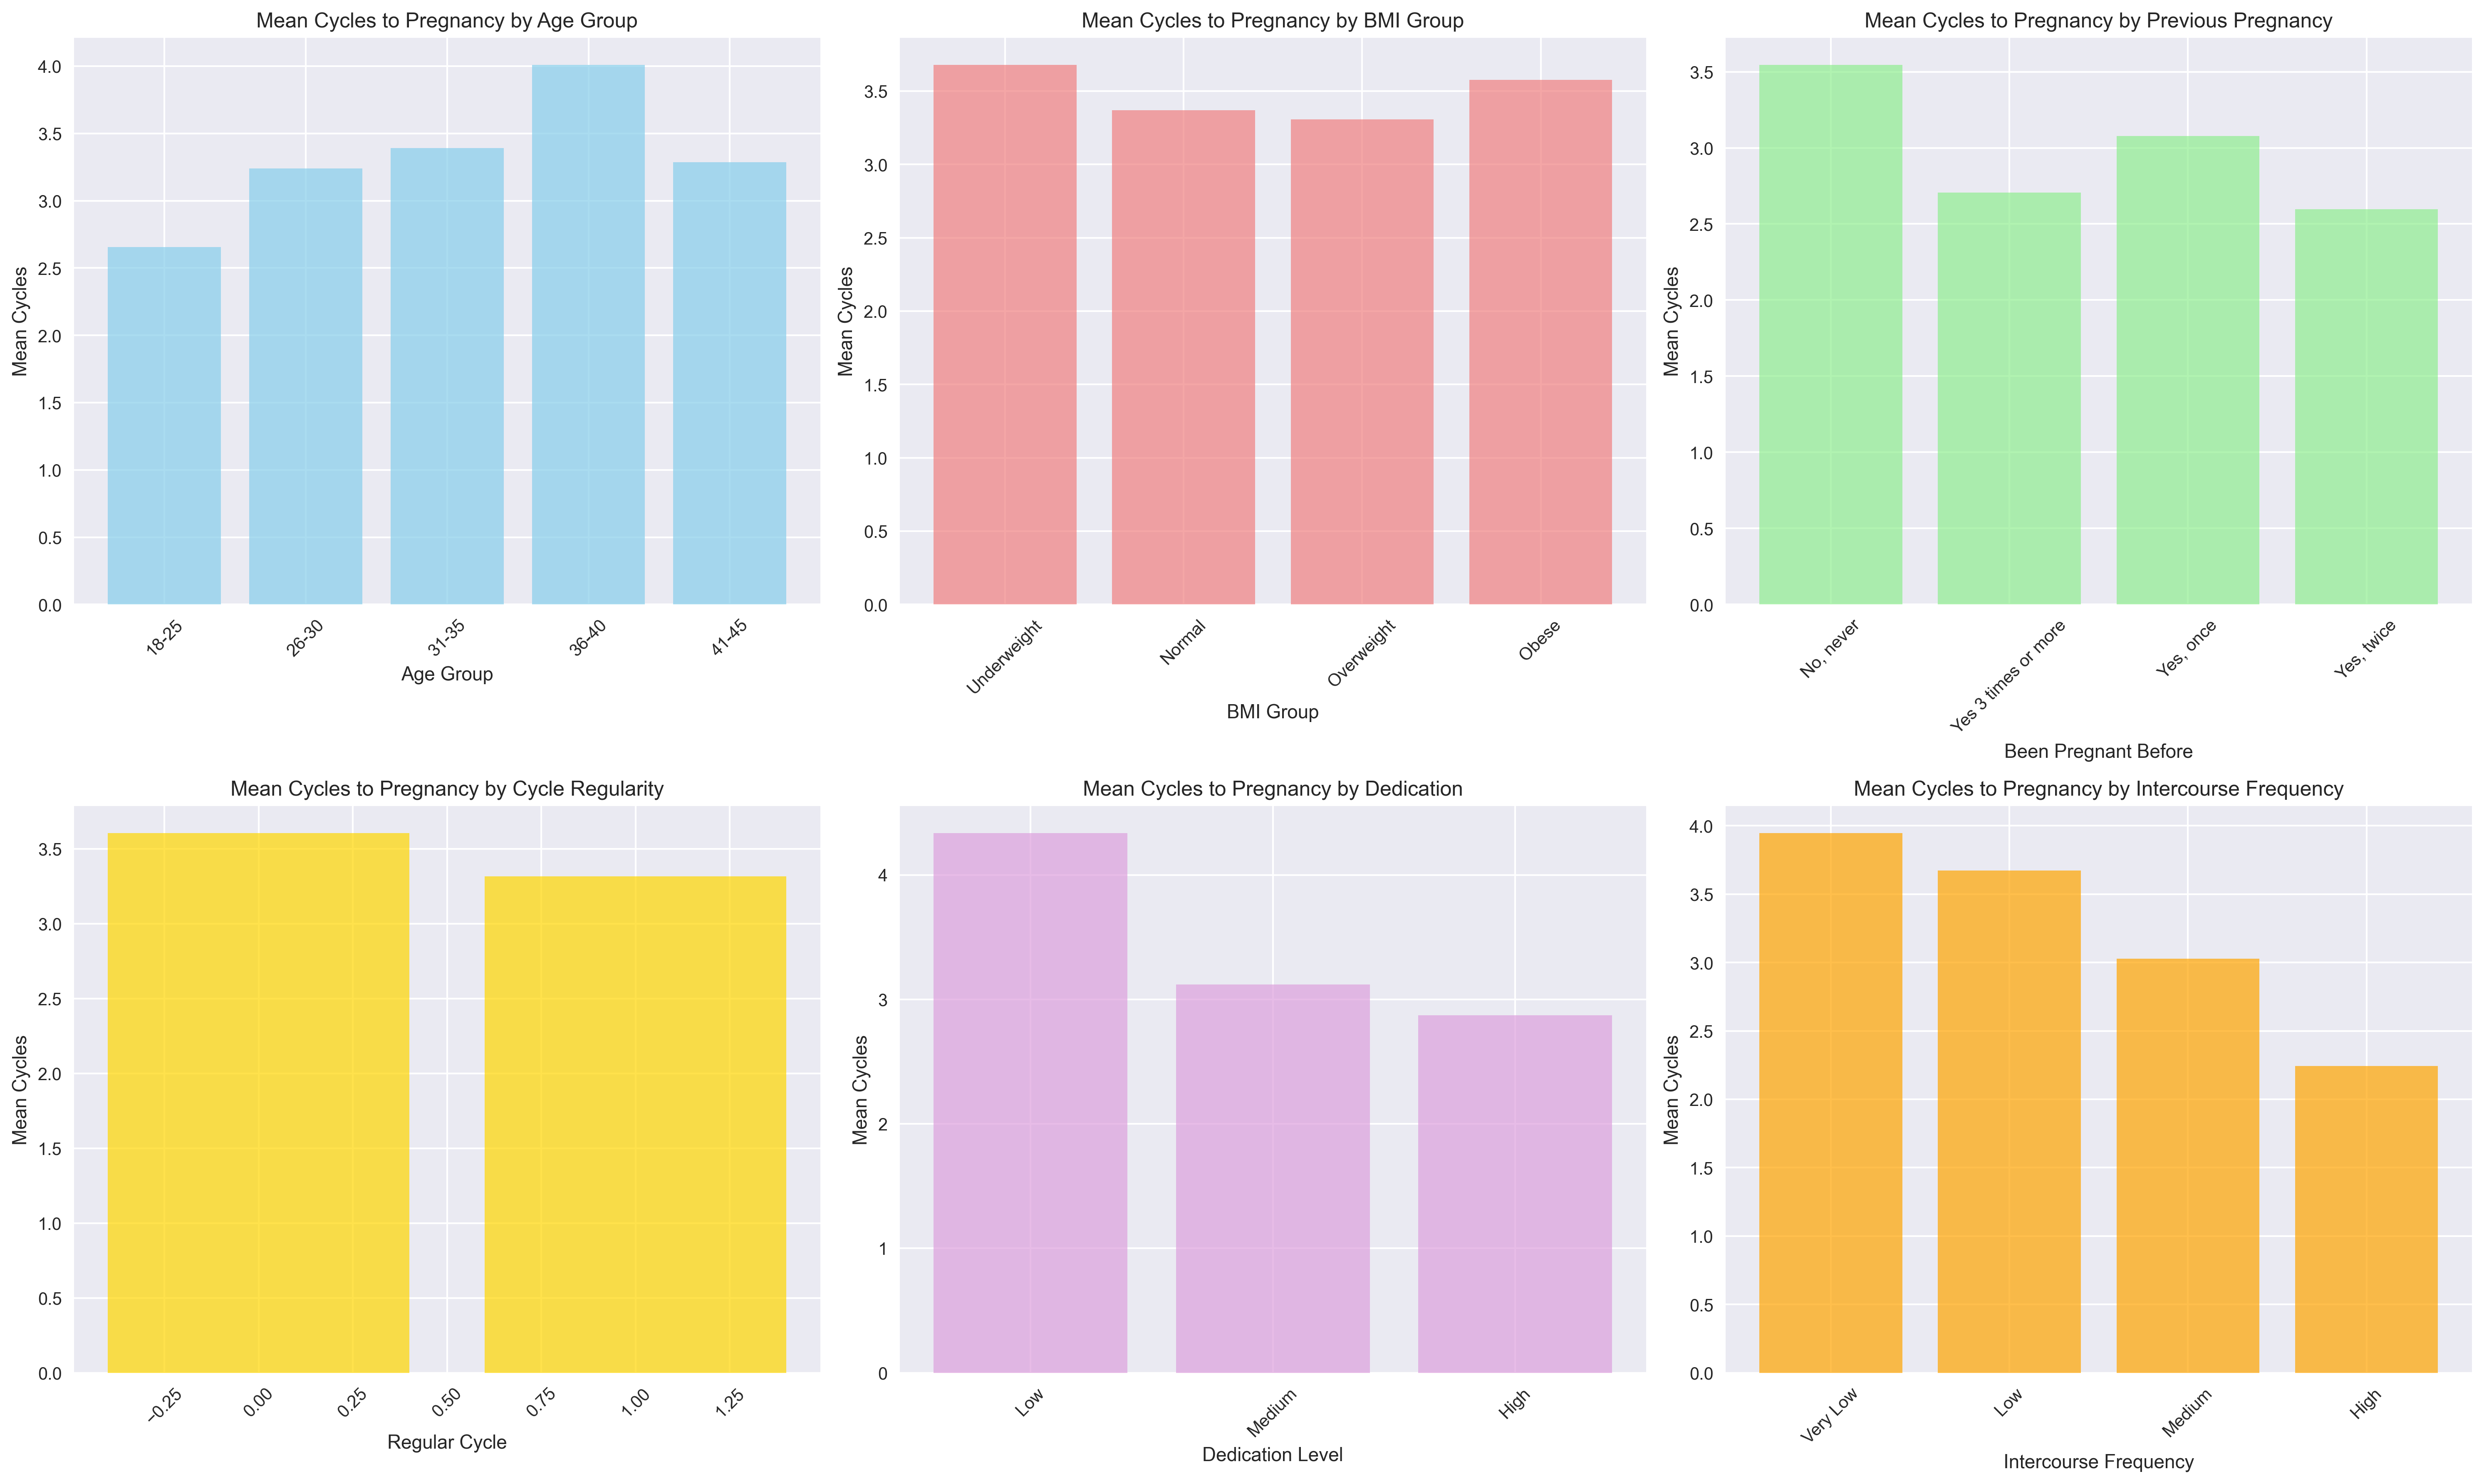 Mean Cycles to Pregnancy by Age Group
Mean Cycles
4.0
3.5
3.0
2.5
2.0
1.5
1.0
0.5
0.0
18-25
26-30
31-35
36-40
41-45
Age Group
Mean Cycles to Pregnancy by BMI Group
Mean Cycles
3.5
3.0
2.5
2.0
1.5
1.0
0.5
0.0
Underweight
Normal
Overweight
Obese
BMI Group
Mean Cycles to Pregnancy by Previous Pregnancy
Mean Cycles
3.5
3.0
2.5
2.0
1.5
1.0
0.5
0.0
No, never
Yes 3 times or more
Yes, once
Yes, twice
Been Pregnant Before
Mean Cycles to Pregnancy by Cycle Regularity
Mean Cycles
3.5
3.0
2.5
2.0
1.5
1.0
0.5
0.0
−0.25
0.00
0.25
0.50
0.75
1.00
1.25
Regular Cycle
Mean Cycles to Pregnancy by Dedication
Mean Cycles
4
3
2
1
0
Low
Medium
High
Dedication Level
Mean Cycles to Pregnancy by Intercourse Frequency
Mean Cycles
4.0
3.5
3.0
2.5
2.0
1.5
1.0
0.5
0.0
Very Low
Low
Medium
High
Intercourse Frequency